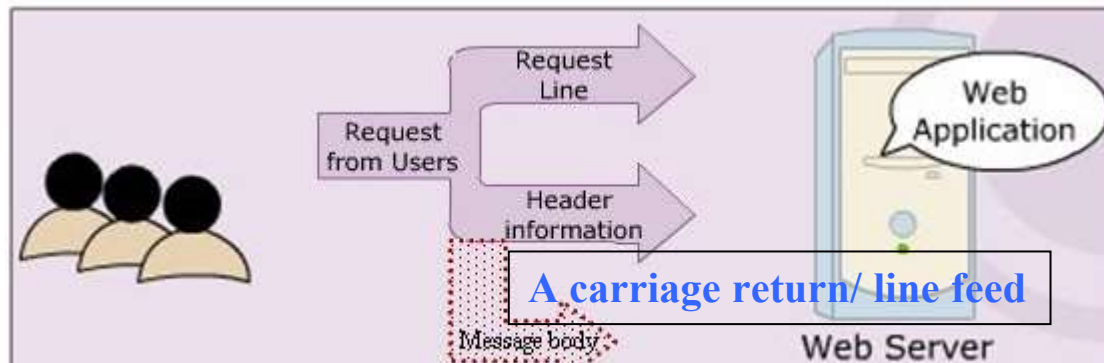 Request
Line
Request
from Users
Header
information
Web
Application
A carriage return/ line feed
Message body
Web Server